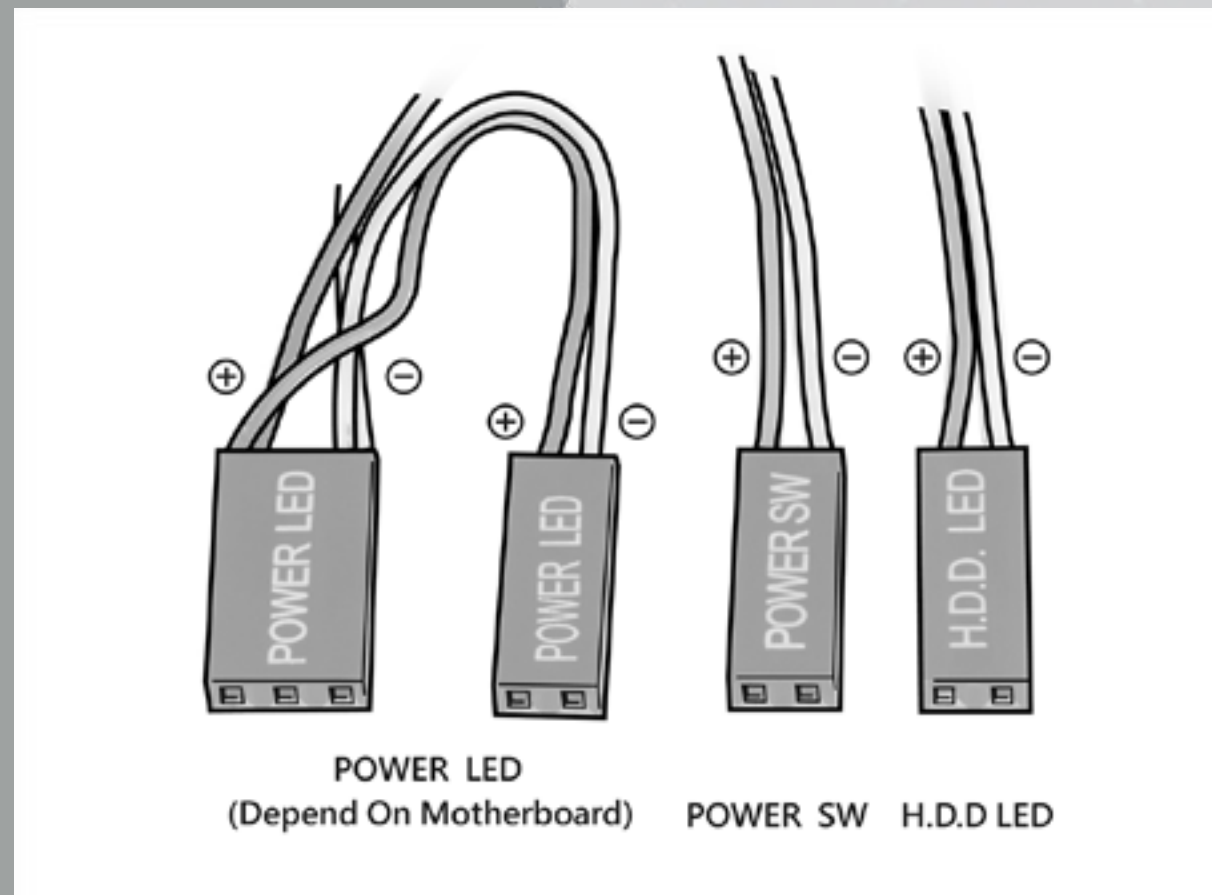 POWER LED
POWER LED
POWER SW
H.D.D. LED
POWER LED
(Depend On Motherboard)
POWER SW
H.D.D LED